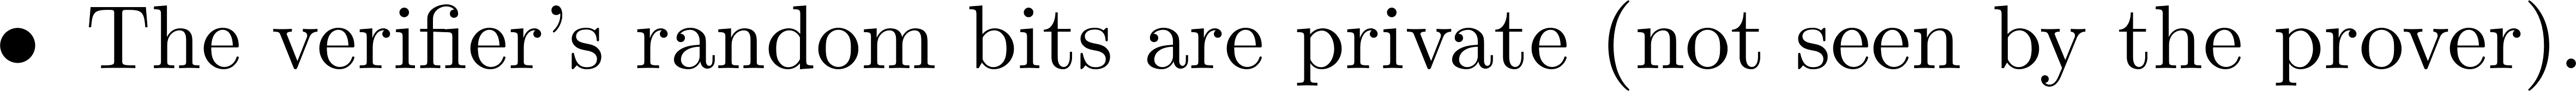 • The verifier’s random bits are private (not seen by the prover).